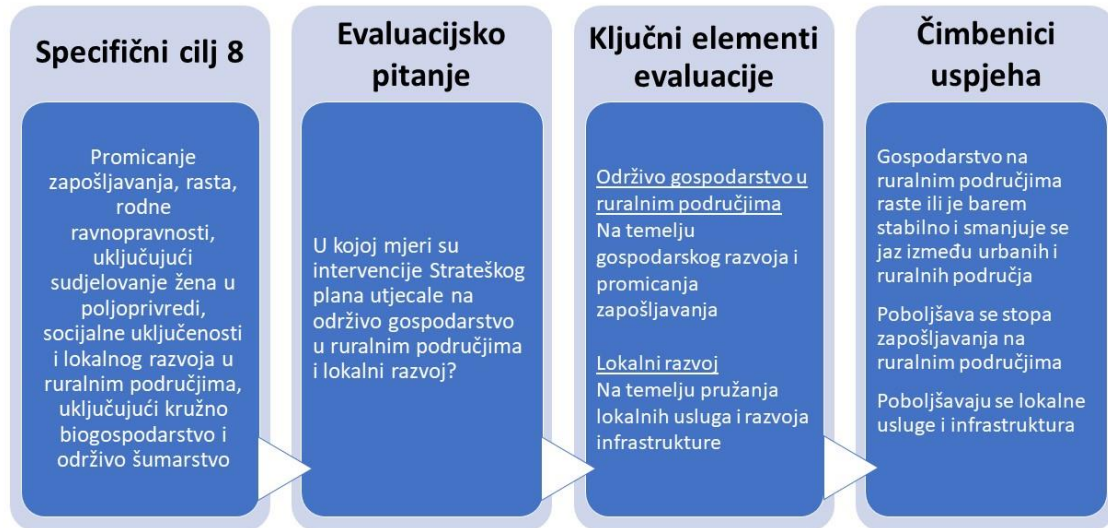 Specifični cilj 8
Promicanje
zapošljavanja, rasta,
rodne
ravnopravnosti,
uključujući
sudjelovanje žena u
poljoprivredi,
socijalne uključenosti
i lokalnog razvoja u
ruralnim područjima,
uključujući kružno
biogospodarstvo i
održivo šumarstvo
Evaluacijsko
pitanje
U kojoj mjeri su
intervencije Strateškog
plana utjecale na
održivo gospodarstvo
u ruralnim područjima
i lokalni razvoj?
Ključni elementi
evaluacije
Održivo gospodarstvo u
ruralnim područjima
Na temelju
gospodarskog razvoja i
promicanja
zapošljavanja
Lokalni razvoj
Na temelju pružanja
lokalnih usluga i razvoja
infrastrukture
Čimbenici
uspjeha
Gospodarstvo na
ruralnim područjima
raste ili je barem
stabilno i smanjuje se
jaz između urbanih i
ruralnih područja
Poboljšava se stopa
zapošljavanja na
ruralnim područjima
Poboljšavaju se lokalne
usluge i infrastruktura